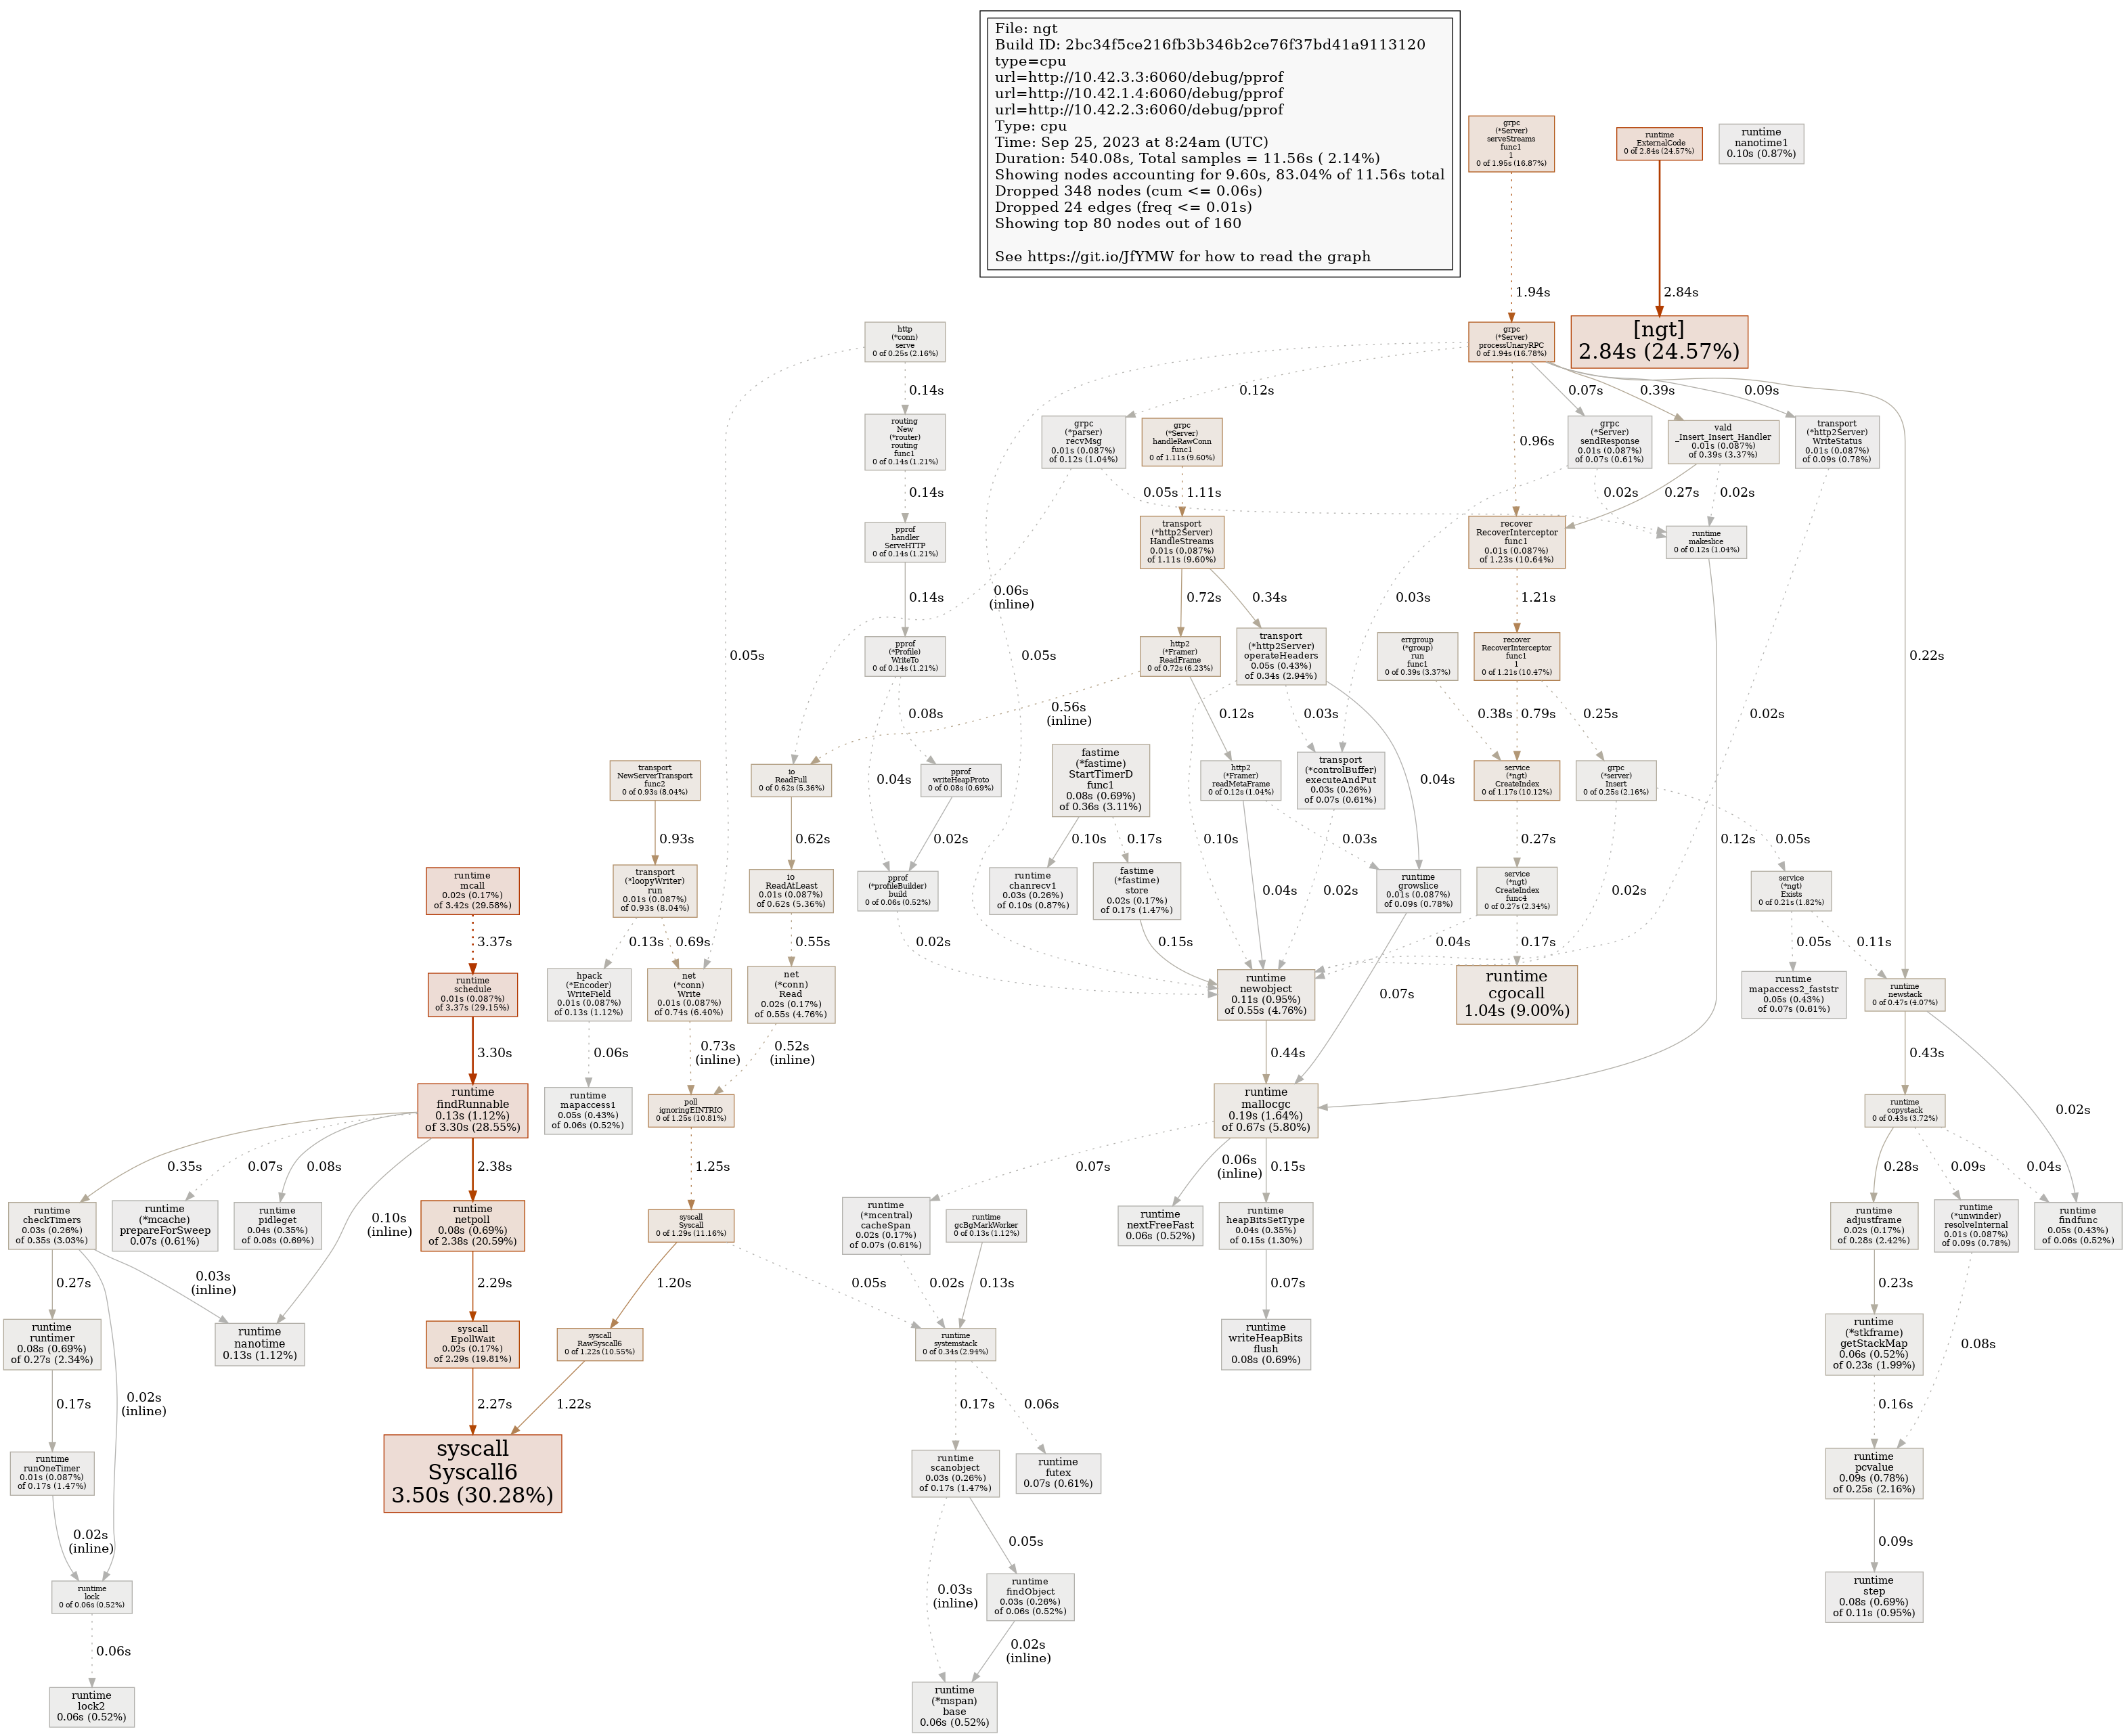 File: ngt
Build ID: 2bc34f5ce216fb3b346b2ce76f37bd41a9113120
type=cpu
url=http://10.42.3.3:6060/debug/pprof
url=http://10.42.1.4:6060/debug/pprof
url=http://10.42.2.3:6060/debug/pprof
Type: cpu
Time: Sep 25, 2023 at 8:24am (UTC)
Duration: 540.08s, Total samples = 11.56s ( 2.14%)
Showing nodes accounting for 9.60s, 83.04% of 11.56s total
Dropped 348 nodes (cum <= 0.06s)
Dropped 24 edges (freq <= 0.01s)
Showing top 80 nodes out of 160
See https://git.io/JfYMW for how to read the graph
grpc
(*Server)
serveStreams
func1
1
0 of 1.95s (16.87%)
runtime
_ExternalCode
0 of 2.84s (24.57%)
runtime
nanotime1
0.10s (0.87%)
1.94s
2.84s
http
(*conn)
serve
0 of 0.25s (2.16%)
grpc
(*Server)
processUnaryRPC
0 of 1.94s (16.78%)
[ngt]
2.84s (24.57%)
0.14s
0.12s
0.07s
0.39s
0.09s
routing
New
(*router)
routing
func1
0 of 0.14s (1.21%)
grpc
(*parser)
recvMsg
0.01s (0.087%)
of 0.12s (1.04%)
grpc
(*Server)
handleRawConn
func1
0 of 1.11s (9.60%)
0.96s
grpc
(*Server)
sendResponse
0.01s (0.087%)
of 0.07s (0.61%)
vald
_Insert_Insert_Handler
0.01s (0.087%)
of 0.39s (3.37%)
transport
(*http2Server)
WriteStatus
0.01s (0.087%)
of 0.09s (0.78%)
0.14s
0.05s
1.11s
0.02s
0.27s
0.02s
pprof
handler
ServeHTTP
0 of 0.14s (1.21%)
transport
(*http2Server)
HandleStreams
0.01s (0.087%)
of 1.11s (9.60%)
recover
RecoverInterceptor
func1
0.01s (0.087%)
of 1.23s (10.64%)
runtime
makeslice
0 of 0.12s (1.04%)
0.14s
0.06s
(inline)
0.72s
0.34s
0.03s
1.21s
pprof
(*Profile)
WriteTo
0 of 0.14s (1.21%)
0.05s
0.05s
http2
(*Framer)
ReadFrame
0 of 0.72s (6.23%)
transport
(*http2Server)
operateHeaders
0.05s (0.43%)
of 0.34s (2.94%)
errgroup
(*group)
run
func1
0 of 0.39s (3.37%)
recover
RecoverInterceptor
func1
1
0 of 1.21s (10.47%)
0.22s
0.08s
0.56s
(inline)
0.12s
0.03s
0.38s
0.79s
0.25s
0.02s
transport
NewServerTransport
func2
0 of 0.93s (8.04%)
0.04s
io
ReadFull
0 of 0.62s (5.36%)
pprof
writeHeapProto
0 of 0.08s (0.69%)
fastime
(*fastime)
StartTimerD
func1
0.08s (0.69%)
of 0.36s (3.11%)
http2
(*Framer)
readMetaFrame
0 of 0.12s (1.04%)
transport
(*controlBuffer)
executeAndPut
0.03s (0.26%)
of 0.07s (0.61%)
0.04s
service
(*ngt)
CreateIndex
0 of 1.17s (10.12%)
grpc
(*server)
Insert
0 of 0.25s (2.16%)
0.93s
0.62s
0.02s
0.10s
0.17s
0.10s
0.03s
0.27s
0.05s
0.12s
runtime
mcall
0.02s (0.17%)
of 3.42s (29.58%)
transport
(*loopyWriter)
run
0.01s (0.087%)
of 0.93s (8.04%)
io
ReadAtLeast
0.01s (0.087%)
of 0.62s (5.36%)
pprof
(*profileBuilder)
build
0 of 0.06s (0.52%)
runtime
chanrecv1
0.03s (0.26%)
of 0.10s (0.87%)
fastime
(*fastime)
store
0.02s (0.17%)
of 0.17s (1.47%)
0.04s
0.02s
runtime
growslice
0.01s (0.087%)
of 0.09s (0.78%)
service
(*ngt)
CreateIndex
func4
0 of 0.27s (2.34%)
0.02s
service
(*ngt)
Exists
0 of 0.21s (1.82%)
3.37s
0.13s
0.69s
0.55s
0.02s
0.15s
0.04s
0.17s
0.05s
0.11s
runtime
schedule
0.01s (0.087%)
of 3.37s (29.15%)
hpack
(*Encoder)
WriteField
0.01s (0.087%)
of 0.13s (1.12%)
net
(*conn)
Write
0.01s (0.087%)
of 0.74s (6.40%)
net
(*conn)
Read
0.02s (0.17%)
of 0.55s (4.76%)
runtime
newobject
0.11s (0.95%)
of 0.55s (4.76%)
0.07s
runtime
cgocall
1.04s (9.00%)
runtime
mapaccess2_faststr
0.05s (0.43%)
of 0.07s (0.61%)
runtime
newstack
0 of 0.47s (4.07%)
3.30s
0.06s
0.73s
(inline)
0.52s
(inline)
0.44s
0.43s
runtime
findRunnable
0.13s (1.12%)
of 3.30s (28.55%)
runtime
mapaccess1
0.05s (0.43%)
of 0.06s (0.52%)
poll
ignoringEINTRIO
0 of 1.25s (10.81%)
runtime
mallocgc
0.19s (1.64%)
of 0.67s (5.80%)
runtime
copystack
0 of 0.43s (3.72%)
0.02s
0.35s
0.07s
0.08s
2.38s
1.25s
0.07s
0.06s
(inline)
0.15s
0.28s
0.09s
0.04s
runtime
checkTimers
0.03s (0.26%)
of 0.35s (3.03%)
runtime
(*mcache)
prepareForSweep
0.07s (0.61%)
runtime
pidleget
0.04s (0.35%)
of 0.08s (0.69%)
0.10s
(inline)
runtime
netpoll
0.08s (0.69%)
of 2.38s (20.59%)
syscall
Syscall
0 of 1.29s (11.16%)
runtime
(*mcentral)
cacheSpan
0.02s (0.17%)
of 0.07s (0.61%)
runtime
gcBgMarkWorker
0 of 0.13s (1.12%)
runtime
nextFreeFast
0.06s (0.52%)
runtime
heapBitsSetType
0.04s (0.35%)
of 0.15s (1.30%)
runtime
adjustframe
0.02s (0.17%)
of 0.28s (2.42%)
runtime
(*unwinder)
resolveInternal
0.01s (0.087%)
of 0.09s (0.78%)
runtime
findfunc
0.05s (0.43%)
of 0.06s (0.52%)
0.27s
0.03s
(inline)
2.29s
1.20s
0.05s
0.02s
0.13s
0.07s
0.23s
runtime
runtimer
0.08s (0.69%)
of 0.27s (2.34%)
runtime
nanotime
0.13s (1.12%)
syscall
EpollWait
0.02s (0.17%)
of 2.29s (19.81%)
syscall
RawSyscall6
0 of 1.22s (10.55%)
runtime
systemstack
0 of 0.34s (2.94%)
runtime
writeHeapBits
flush
0.08s (0.69%)
runtime
(*stkframe)
getStackMap
0.06s (0.52%)
of 0.23s (1.99%)
0.08s
0.17s
0.02s
(inline)
2.27s
1.22s
0.17s
0.06s
0.16s
runtime
runOneTimer
0.01s (0.087%)
of 0.17s (1.47%)
syscall
Syscall6
3.50s (30.28%)
runtime
scanobject
0.03s (0.26%)
of 0.17s (1.47%)
runtime
futex
0.07s (0.61%)
runtime
pcvalue
0.09s (0.78%)
of 0.25s (2.16%)
0.02s
(inline)
0.05s
0.09s
runtime
lock
0 of 0.06s (0.52%)
0.03s
(inline)
runtime
findObject
0.03s (0.26%)
of 0.06s (0.52%)
runtime
step
0.08s (0.69%)
of 0.11s (0.95%)
0.06s
0.02s
(inline)
runtime
lock2
0.06s (0.52%)
runtime
(*mspan)
base
0.06s (0.52%)